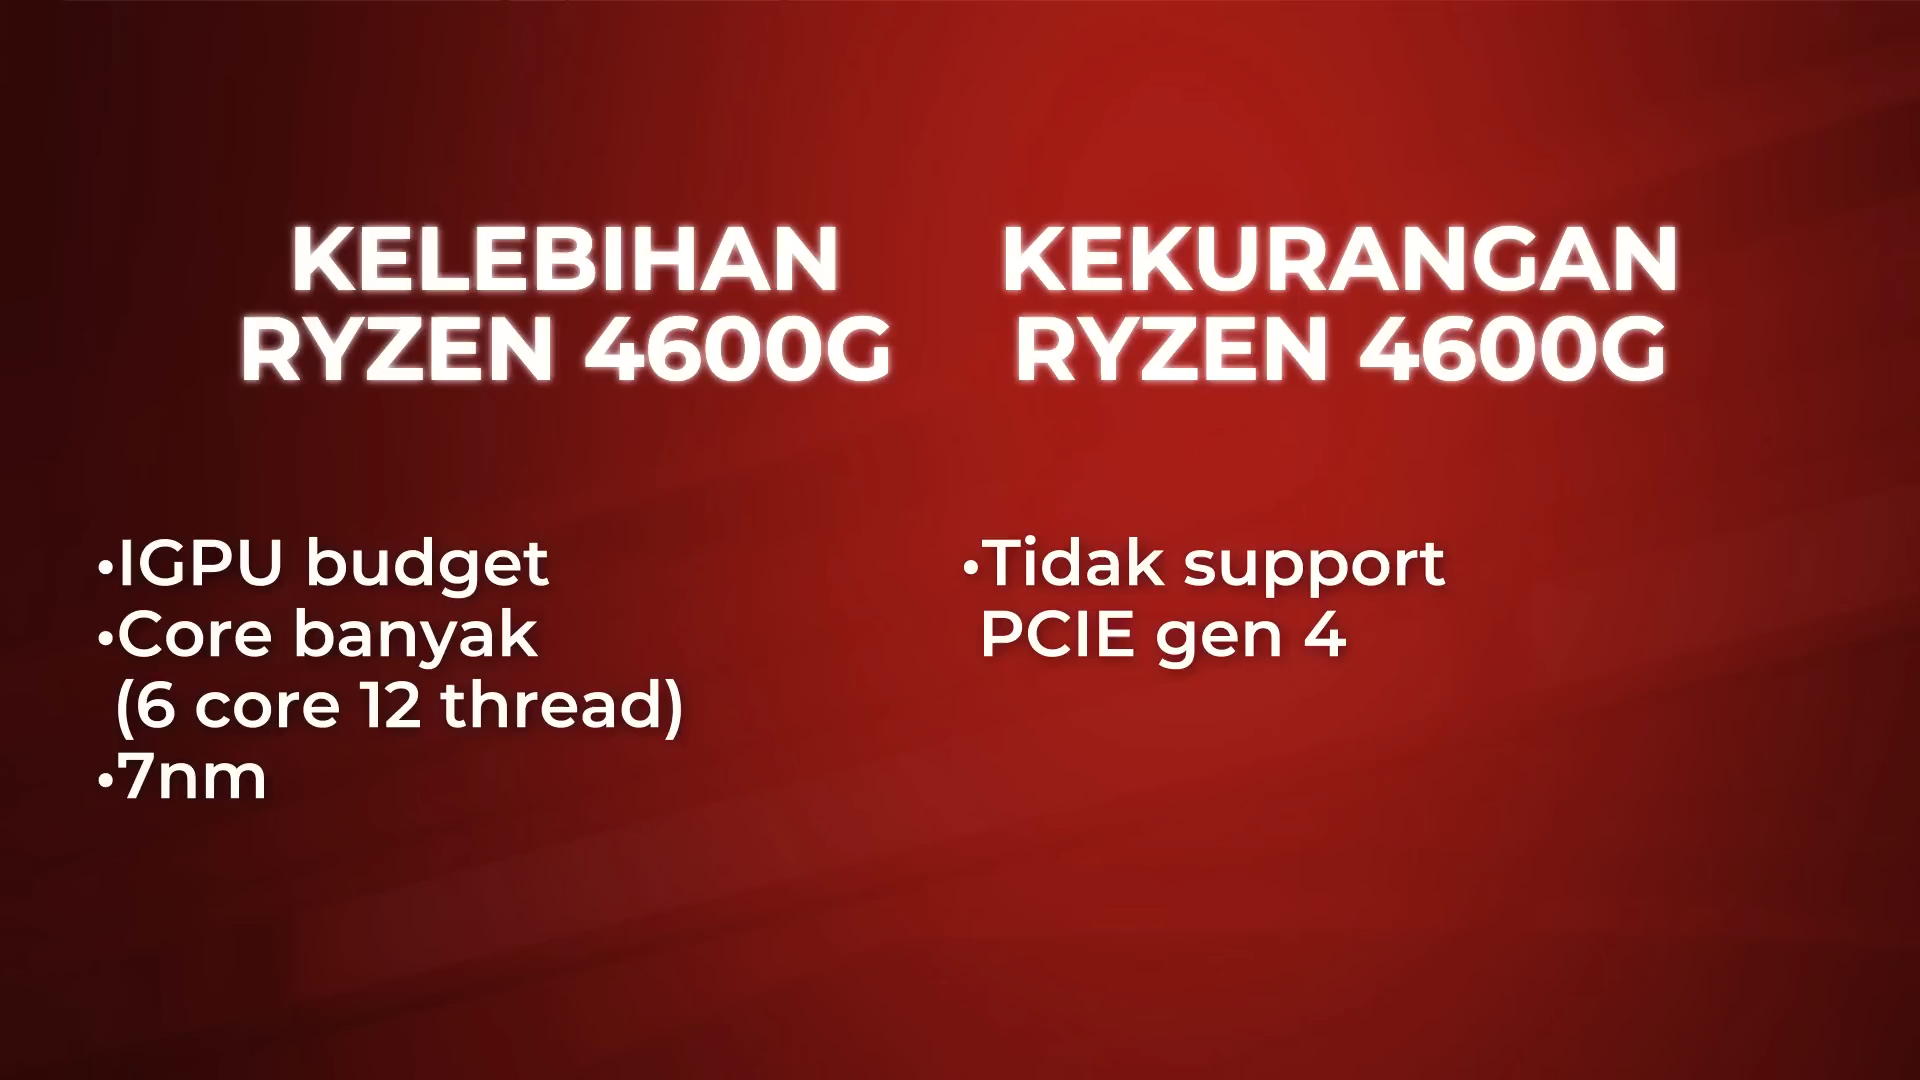 KELEBIHAN
RYZEN 4600G
•IGPU budget
•Core banyak
(6 core 12 thread)
•7nm
KEKURANGAN
RYZEN 4600G
•Tidak support
PCIE gen 4